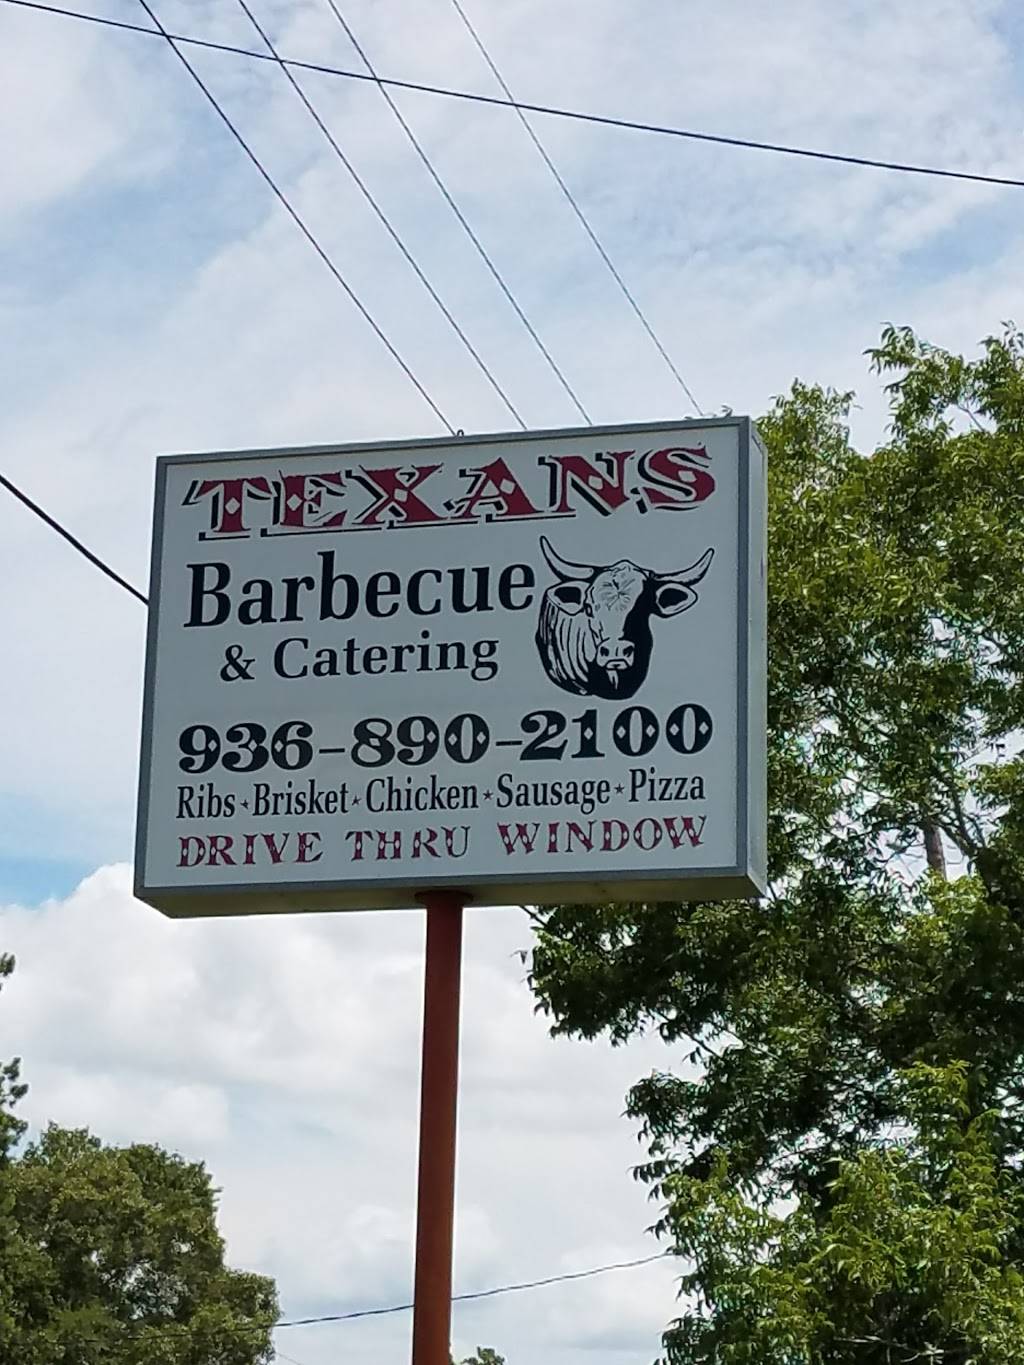 TEXANS
Barbecue
& Catering
936-890-2100
Ribs⋆Brisket⋆Chicken⋆Sausage⋆Pizza
DRIVE THRU WINDOW